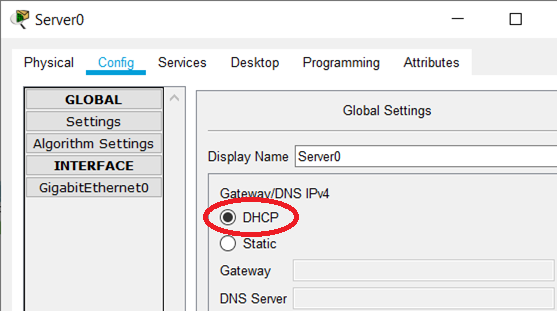 Server0
Physical Config Services Desktop Programming Attributes
GLOBAL
Settings
Algorithm Settings
INTERFACE
GigabitEthernet0
Global Settings
Display Name Server0
Gateway/DNS IPv4
DHCP
Static
Gateway
DNS Server